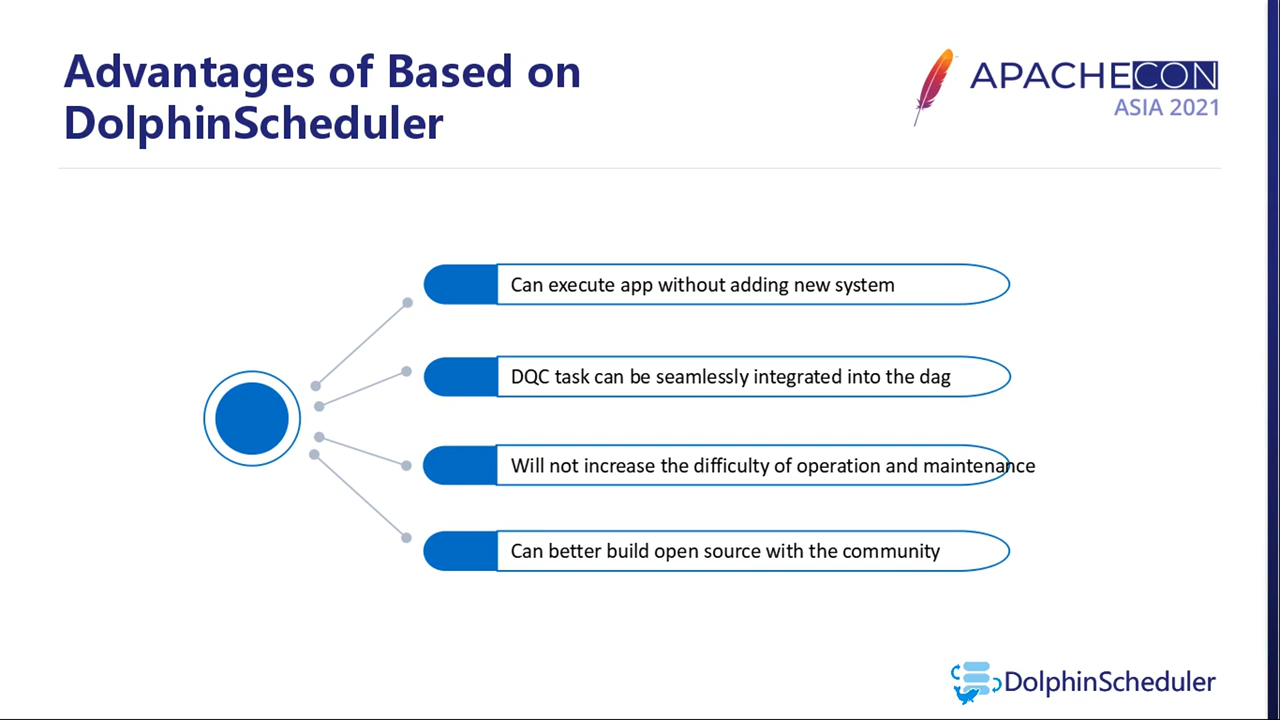 Advantages of Based on
DolphinScheduler
APACHECON
ASIA 2021
Can execute app without adding new system
DQC task can be seamlessly integrated into the dag
Will not increase the difficulty of operation and maintenance
Can better build open source with the community
DolphinScheduler